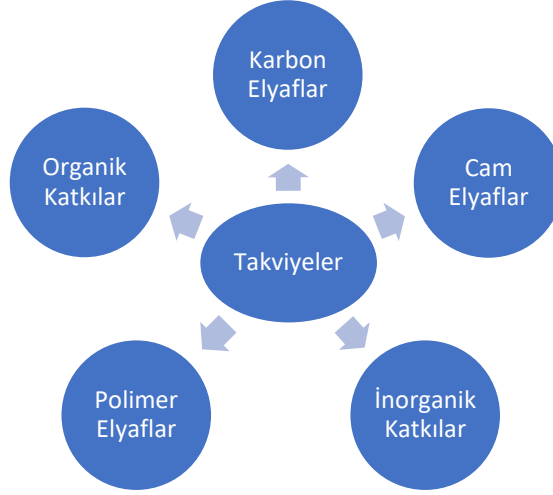 Karbon
Elyaflar
Organik
Katkılar
Cam
Elyaflar
Takviyeler
Polimer
Elyaflar
İnorganik
Katkılar